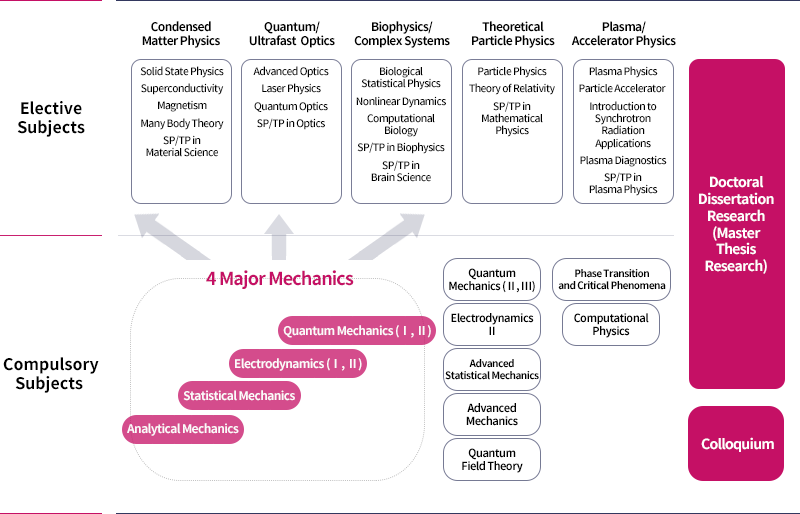 Elective
Subjects
Condensed
Matter Physics
Solid State Physics
Superconductivity
Magnetism
Many Body Theory
SP/TP in
Material Science
Quantum/
Ultrafast Optics
Advanced Optics
Laser Physics
Quantum Optics
SP/TP in Optics
Biophysics/
Complex Systems
Biological
Statistical Physics
Nonlinear Dynamics
Computational
Biology
SP/TP in Biophysics
SP/TP in
Brain Science
Theoretical
Particle Physics
Particle Physics
Theory of Relativity
SP/TP in
Mathematical
Physics
Plasma/
Accelerator Physics
Plasma Physics
Particle Accelerator
Introduction to
Synchrotron
Radiation
Applications
Plasma Diagnostics
SP/TP in
Plasma Physics
Compulsory
Subjects
4 Major Mechanics
Quantum Mechanics (Ⅰ, Ⅱ)
Electrodynamics (Ⅰ, Ⅱ)
Statistical Mechanics
Analytical Mechanics
Quantum
Mechanics (Ⅱ, III)
Electrodynamics
II
Advanced
Statistical Mechanics
Advanced
Mechanics
Quantum
Field Theory
Phase Transition
and Critical Phenomena
Computational
Physics
Doctoral
Dissertation
Research
(Master
Thesis
Research)
Colloquium